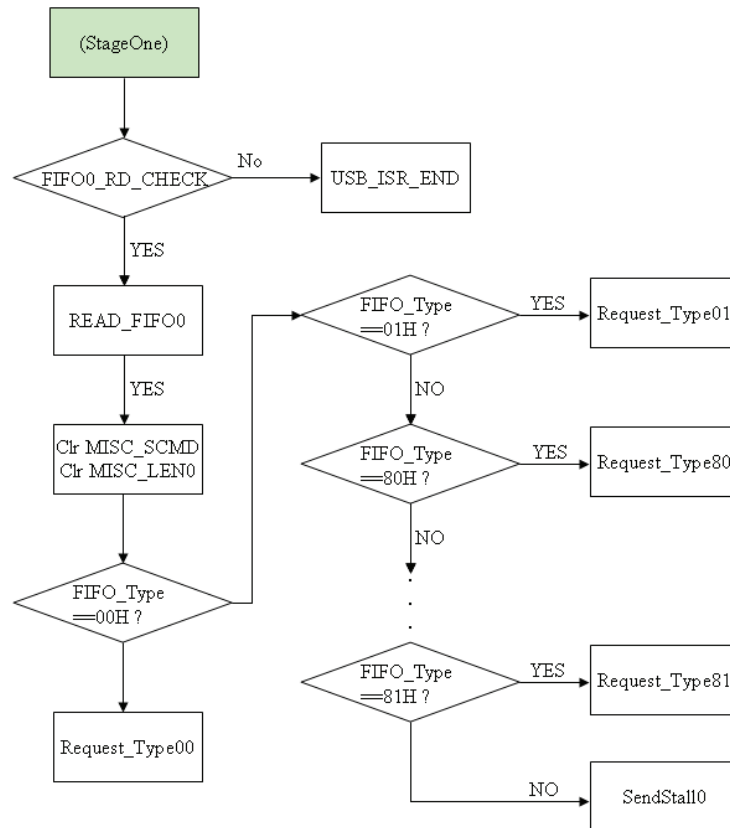 (StageOne)
FIFO0_RD_CHECK
No
USB_ISR_END
YES
READ_FIFO0
YES
Clr MISC_SCMD
Clr MISC_LEN0
FIFO_Type
==00H ?
Request_Type00
FIFO_Type
==01H ?
YES
Request_Type01
NO
FIFO_Type
==80H ?
YES
Request_Type80
NO
.
.
.
FIFO_Type
==81H ?
YES
Request_Type81
NO
SendStall0